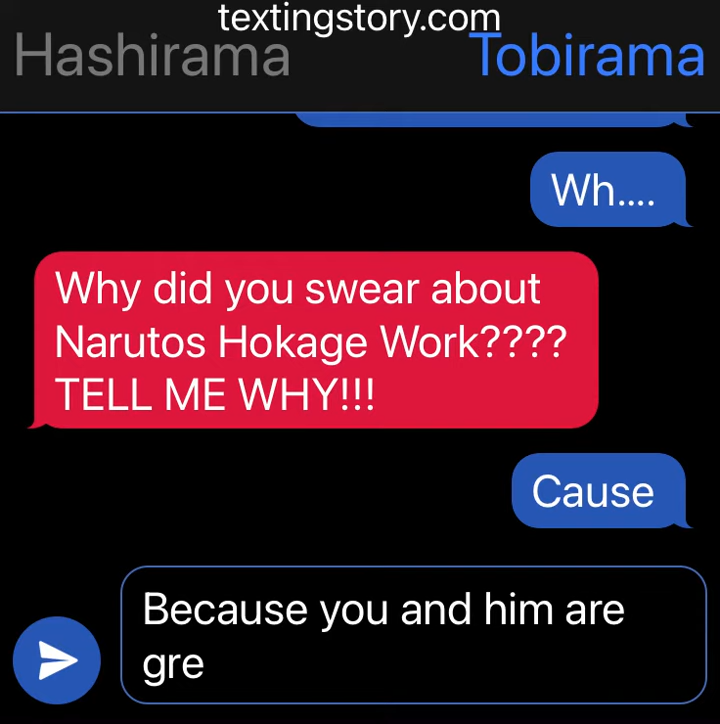 textingstory.com
Hashirama Tobirama
Wh....
Why did you swear about
Narutos Hokage Work????
TELL ME WHY!!!
Cause
Because you and him are
gre